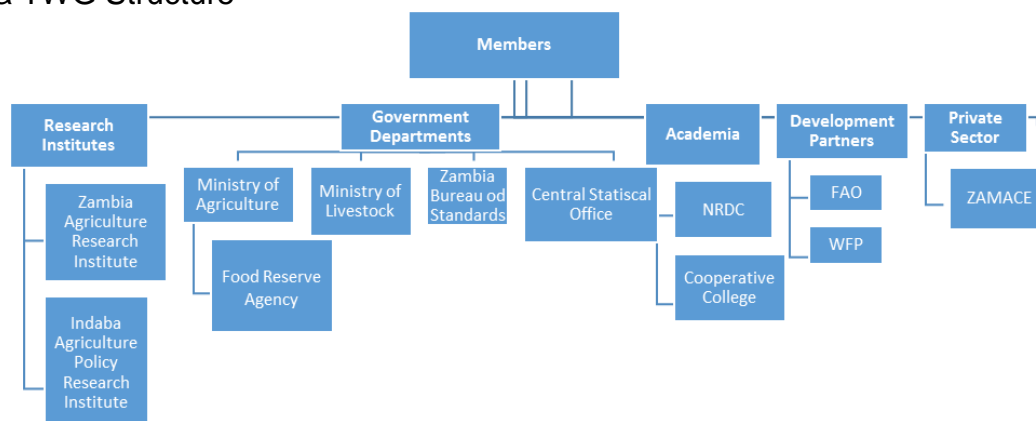 a TWG Structure
Members
Research
Institutes
Government
Departments
Academia
Development
Partners
Private
Sector
Zambia
Agriculture
Research
Institute
Indaba
Agriculture
Policy
Research
Institute
Ministry of
Agriculture
Food Reserve
Agency
Ministry of
Livestock
Zambia
Bureau od
Standards
Central Statiscal
Office
NRDC
Cooperative
College
FAO
WFP
ZAMACE